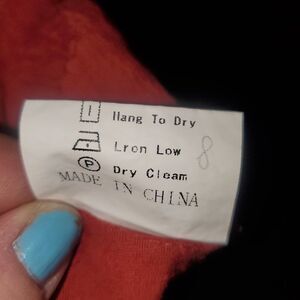 Hang To Dry
Lron Low 8
P Dry Cleam
MADE IN CHINA